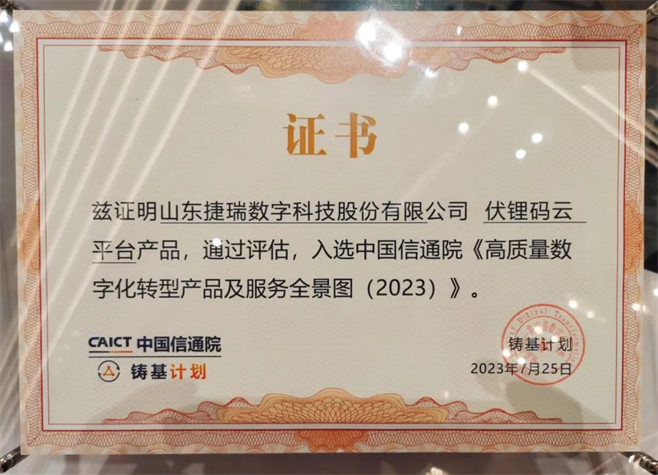 证书
兹证明山东捷瑞数字科技股份有限公司 伏锂码云
平台产品，通过评估，入选中国信通院《高质量数
字化转型产品及服务全景图（2023）》。
CAICT 中国信通院
铸基计划
铸基计划
2023年7月25日